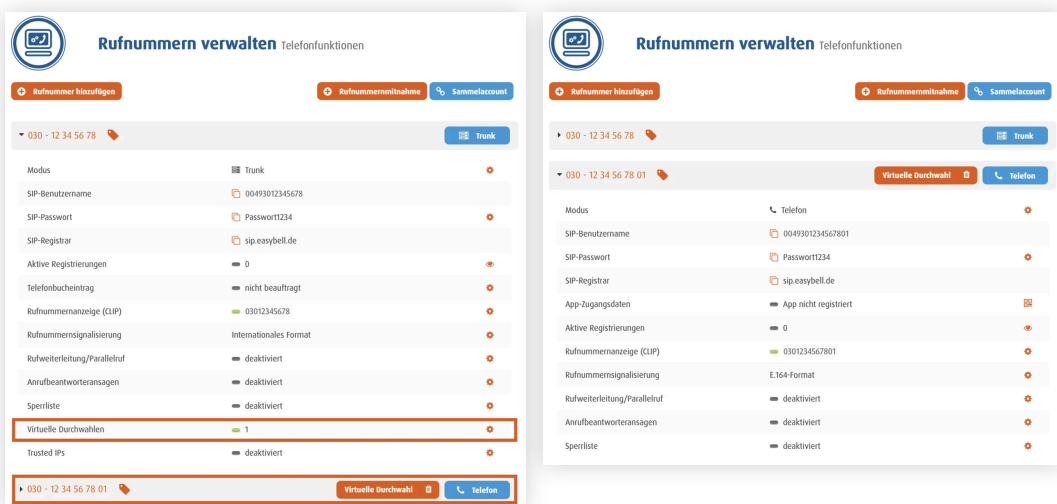 Rufnummern verwalten Telefonfunktionen
Rufnummer hinzufügen Rufnummernmitnahme Sammelaccount
030 - 12 34 56 78 Trunk
Modus Trunk
SIP-Benutzername 00493012345678
SIP-Passwort Passwort1234
SIP-Registrar sip.easybell.de
Aktive Registrierungen 0
Telefonbucheintrag nicht beauftragt
Rufnummernanzeige (CLIP) 03012345678
Rufnummernsignalisierung Internationales Format
Rufweiterleitung/Parallelruf deaktiviert
Anrufbeantworteransagen deaktiviert
Sperrliste deaktiviert
Virtuelle Durchwahlen 1
Trusted IPs deaktiviert
030 - 12 34 56 78 01 Virtuelle Durchwahl Telefon
Rufnummern verwalten Telefonfunktionen
Rufnummer hinzufügen Rufnummernmitnahme Sammelaccount
030 - 12 34 56 78 Trunk
030 - 12 34 56 78 01 Virtuelle Durchwahl Telefon
Modus Telefon
SIP-Benutzername 0049301234567801
SIP-Passwort Passwort1234
SIP-Registrar sip.easybell.de
App-Zugangsdaten App nicht registriert
Aktive Registrierungen 0
Rufnummernanzeige (CLIP) 0301234567801
Rufnummernsignalisierung E.164-Format
Rufweiterleitung/Parallelruf deaktiviert
Anrufbeantworteransagen deaktiviert
Sperrliste deaktiviert